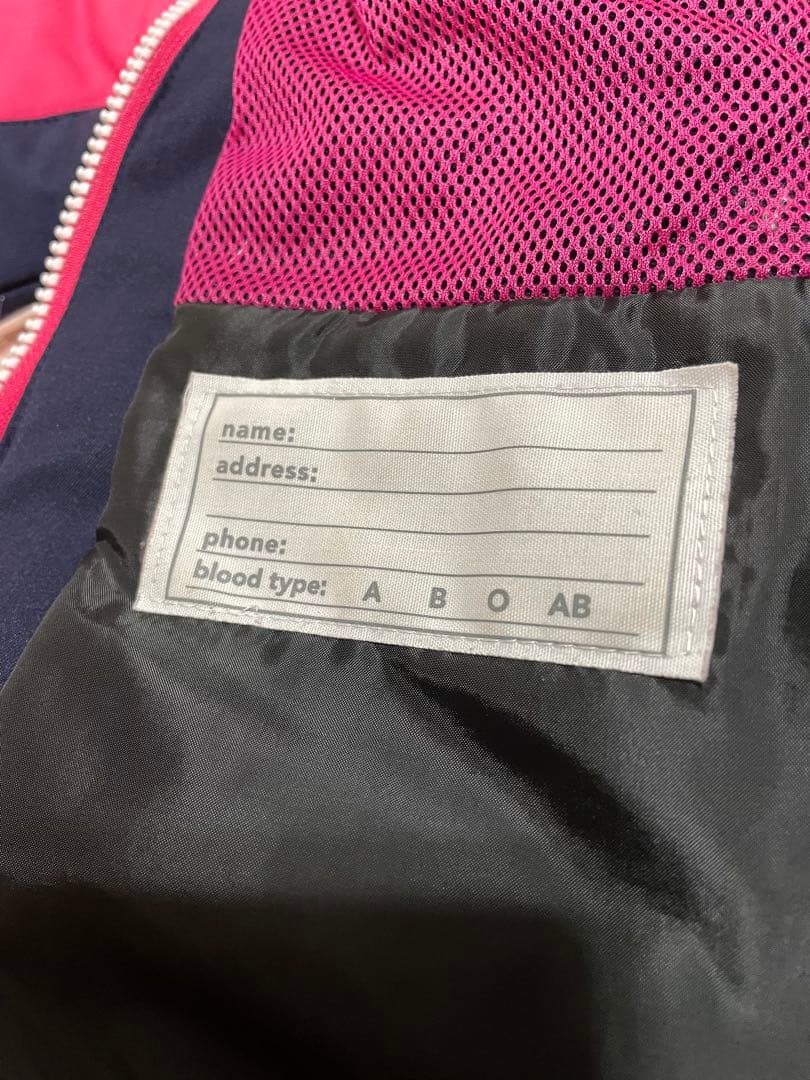 name:
address:
phone:
blood type: A B O AB